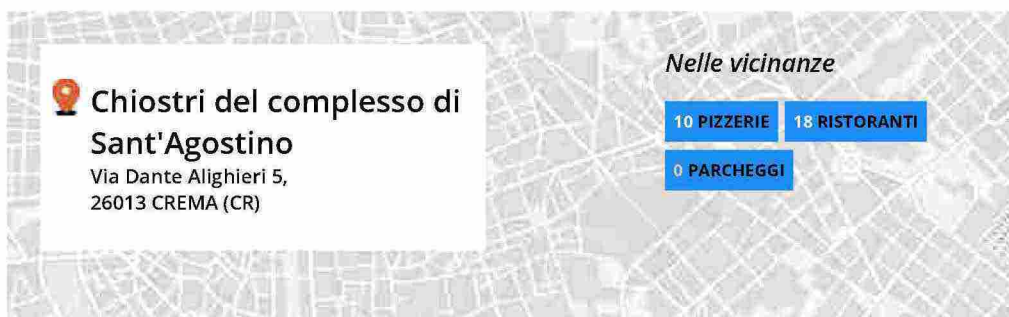 Chiostri del complesso di
Sant'Agostino
Via Dante Alighieri 5,
26013 CREMA (CR)
Nelle vicinanze
10 PIZZERIE 18 RISTORANTI
0 PARCHEGGI